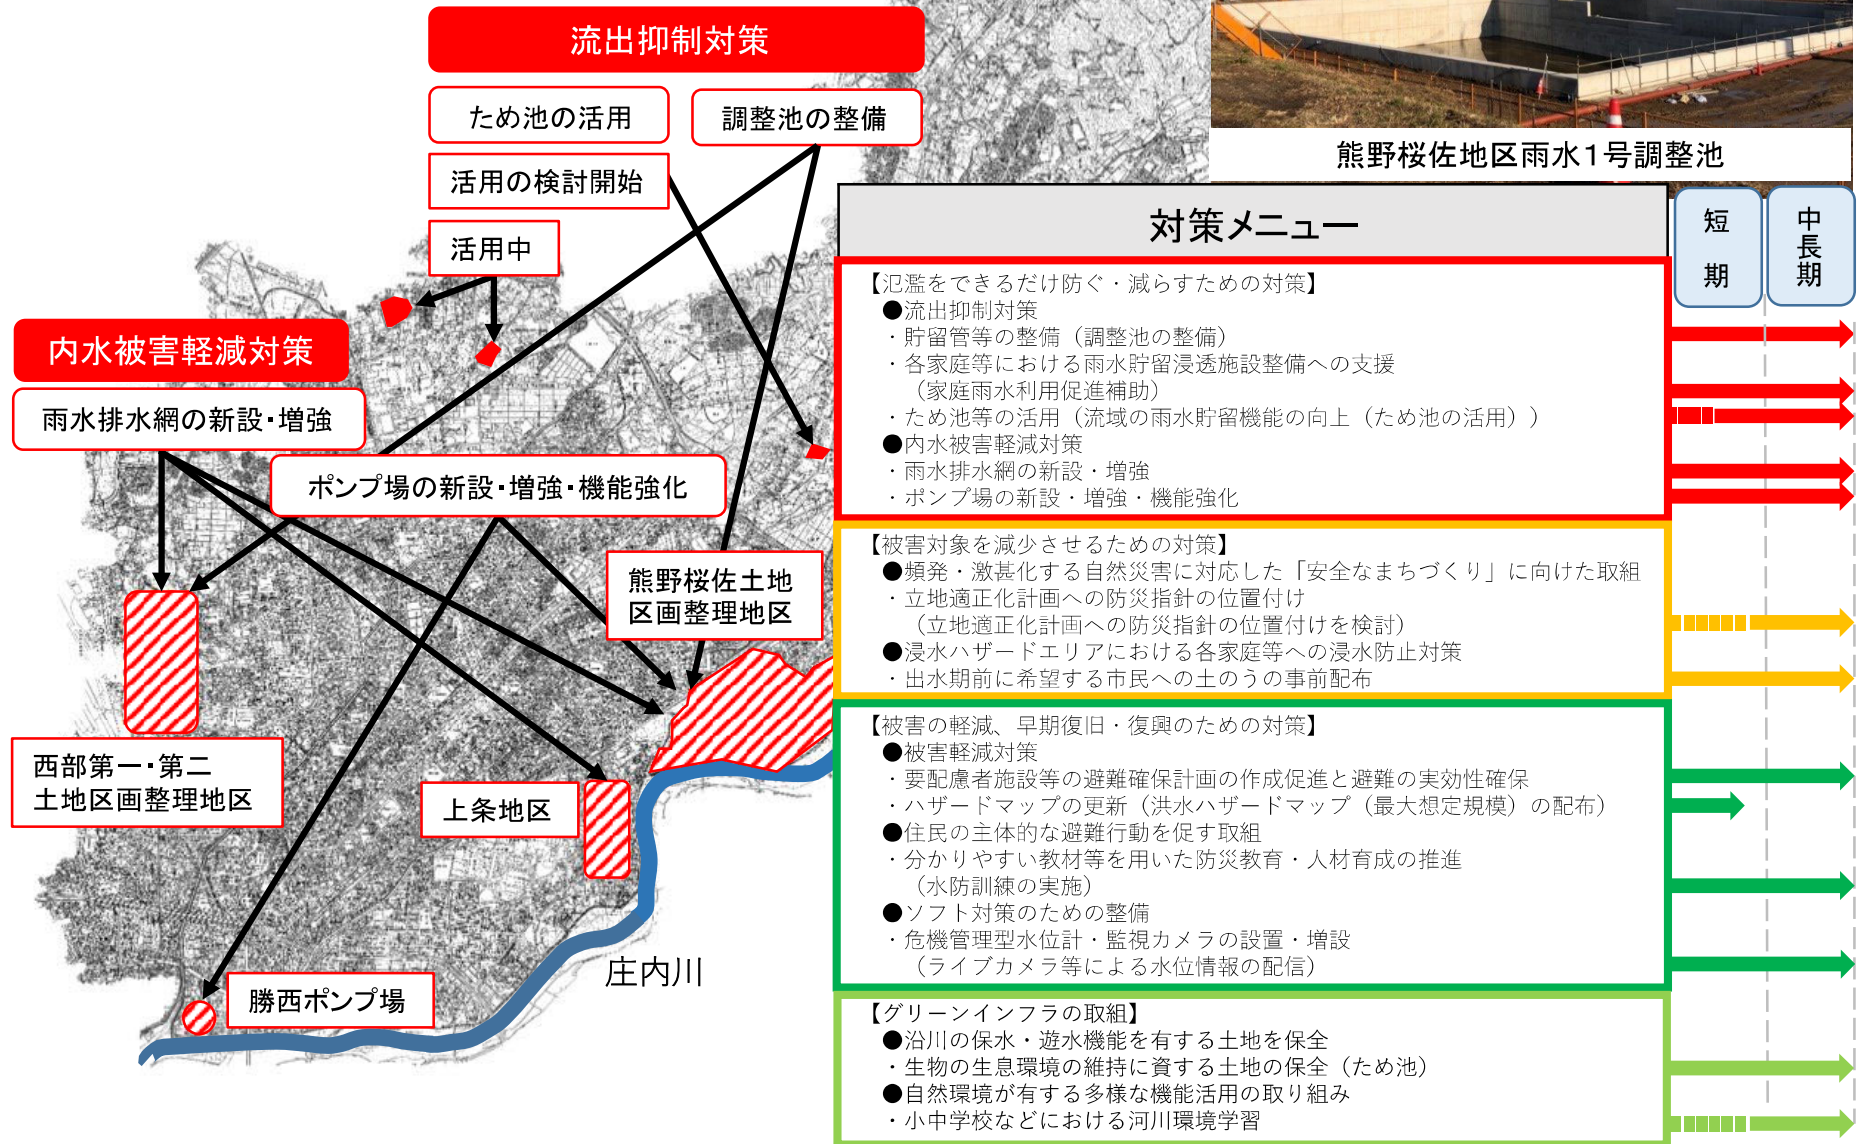 流出抑制対策
ため池の活用
調整池の整備
活用の検討開始
活用中
内水被害軽減対策
雨水排水網の新設・増強
ポンプ場の新設・増強・機能強化
熊野桜佐土地
区画整理地区
西部第一・第二
土地区画整理地区
上条地区
勝西ポンプ場
庄内川
熊野桜佐地区雨水1号調整池
対策メニュー
短期
中長期
【氾濫をできるだけ防ぐ・減らすための対策】
●流出抑制対策
・貯留管等の整備（調整池の整備）
・各家庭等における雨水貯留浸透施設整備への支援
（家庭雨水利用促進補助）
・ため池等の活用（流域の雨水貯留機能の向上（ため池の活用））
●内水被害軽減対策
・雨水排水網の新設・増強
・ポンプ場の新設・増強・機能強化
【被害対象を減少させるための対策】
●頻発・激甚化する自然災害に対応した「安全なまちづくり」に向けた取組
・立地適正化計画への防災指針の位置付け
（立地適正化計画への防災指針の位置付けを検討）
●浸水ハザードエリアにおける各家庭等への浸水防止対策
・出水期前に希望する市民への土のうの事前配布
【被害の軽減、早期復旧・復興のための対策】
●被害軽減対策
・要配慮者施設等の避難確保計画の作成促進と避難の実効性確保
・ハザードマップの更新（洪水ハザードマップ（最大想定規模）の配布）
●住民の主体的な避難行動を促す取組
・分かりやすい教材等を用いた防災教育・人材育成の推進
（水防訓練の実施）
●ソフト対策のための整備
・危機管理型水位計・監視カメラの設置・増設
（ライブカメラ等による水位情報の配信）
【グリーンインフラの取組】
●沿川の保水・遊水機能を有する土地を保全
・生物の生息環境の維持に資する土地の保全（ため池）
●自然環境が有する多様な機能活用の取り組み
・小中学校などにおける河川環境学習